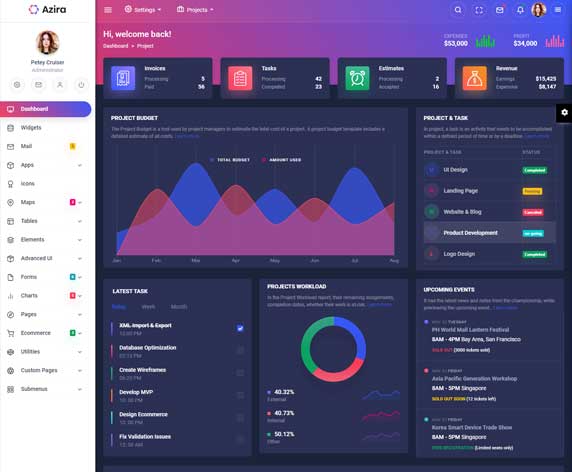 Azira
Settings
Projects
Petey Cruiser
Administrator
Hi, welcome back!
Dashboard
Project
EXPENSES
$53,000
PROFIT
$34,000
Invoices
Processing 5
Paid 56
Tasks
Processing 42
Compelted 23
Estimates
Processing 2
Accepted 16
Revenue
Earnings $15,425
Expensive $8,147
Dashboard
Widgets
Mail
Apps
Icons
Maps
Tables
Elements
Advanced UI
Forms
Charts
Pages
Ecommerce
Utilities
Custom Pages
Submenus
PROJECT BUDGET
The Project Budget is a tool used by project managers to estimate the total cost of a project. A project budget template includes a
detailed estimate of all costs. Learn more
TOTAL BUDGET
AMOUNT USED
Jan Feb Mar Apr May Jun Jul Aug
PROJECT & TASK
In project, a task is an activity that needs to be accomplished
within a defined period of time or by a deadline. Learn more
PROJECT & TASK STATUS
UI Design Completed
Landing Page Pending
Website & Blog Canceled
Product Development on-going
Logo Design Completed
LATEST TASK
Today Week Month
XML Import & Export
12:00 PM
Database Optimization
02:13 PM
Create Wireframes
06:20 PM
Develop MVP
10: 00 PM
Design Ecommerce
10: 00 PM
Fix Validation Issues
12: 00 AM
PROJECTS WORKLOAD
in the Project Workload report, their remaining assignments,
completion dates, whether their work is at-risk. Learn more
40.32%
External
40.73%
Internal
50.12%
Other
UPCOMING EVENTS
It has the latest news and notes from the championship, while
previewing the upcoming event. Learn more
TUESDAY
PH World Mall Lantern Festival
8AM - 4PM Bay Area, San Francisco
SOLD OUT (3000 tickets sold)
FRIDAY
Asia Pacific Generation Workshop
8AM - 5PM Singapore
SOLD OUT SOON (12 tickets left)
FRIDAY
Korea Smart Device Trade Show
8AM - 5PM Singapore
FREE REGISTRATION (Limited seats only)